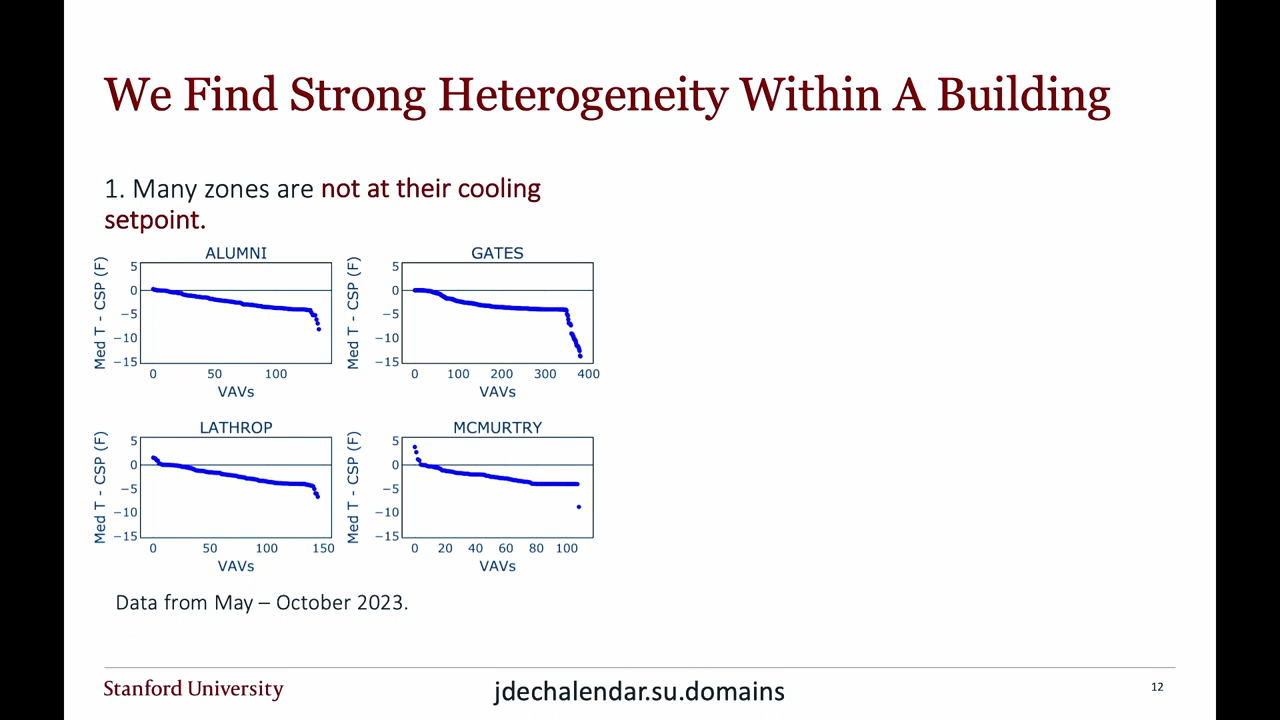 We Find Strong Heterogeneity Within A Building
1. Many zones are not at their cooling
setpoint.
ALUMNI
Med T - CSP (F)
5
0
−5
−10
−15
0 50 100
VAVs
GATES
Med T - CSP (F)
5
0
−5
−10
−15
0 100 200 300 400
VAVs
LATHROP
Med T - CSP (F)
5
0
−5
−10
−15
0 50 100 150
VAVs
MCMURTRY
Med T - CSP (F)
5
0
−5
−10
−15
0 20 40 60 80 100
VAVs
Data from May – October 2023.
Stanford University
jdechalendar.su.domains
12